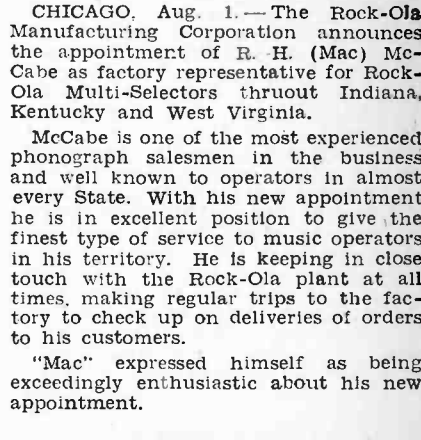 CHICAGO, Aug. 1.—The Rock-Ola
Manufacturing Corporation announces
the appointment of R. H. (Mac) Mc-
Cabe as factory representative for Rock-
Ola Multi-Selectors thruout Indiana,
Kentucky and West Virginia.
McCabe is one of the most experienced
phonograph salesmen in the business
and well known to operators in almost
every State. With his new appointment
he is in excellent position to give the
finest type of service to music operators
in his territory. He is keeping in close
touch with the Rock-Ola plant at all
times, making regular trips to the fac-
tory to check up on deliveries of orders
to his customers.
"Mac" expressed himself as being
exceedingly enthusiastic about his new
appointment.